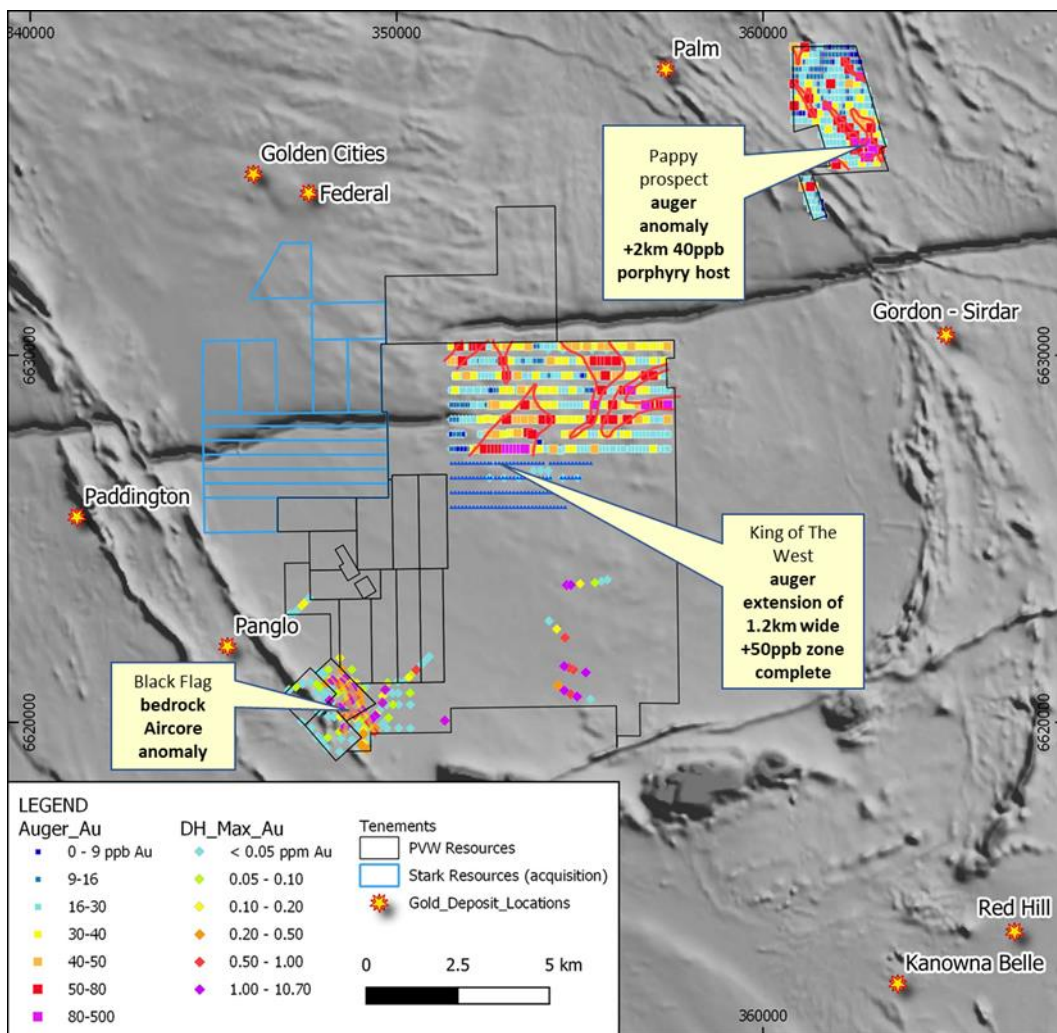 340000
350000
360000
Palm
Golden Cities
Federal
Pappy
prospect
auger
anomaly
+2km 40ppb
porphyry host
Gordon - Sirdar
6630000
6630000
Paddington
King of The
West
auger
extension of
1.2km wide
+50ppb zone
complete
Panglo
Black Flag
bedrock
Aircore
anomaly
6620000
6620000
LEGEND
Auger_Au
0 - 9 ppb Au
9-16
16-30
30-40
40-50
50-80
80-500
DH_Max_Au
< 0.05 ppm Au
0.05 - 0.10
0.10 - 0.20
0.20 - 0.50
0.50 - 1.00
1.00 - 10.70
Tenements
PVW Resources
Stark Resources (acquisition)
Gold_Deposit_Locations
0 2.5 5 km
Red Hill
Kanowna Belle
360000